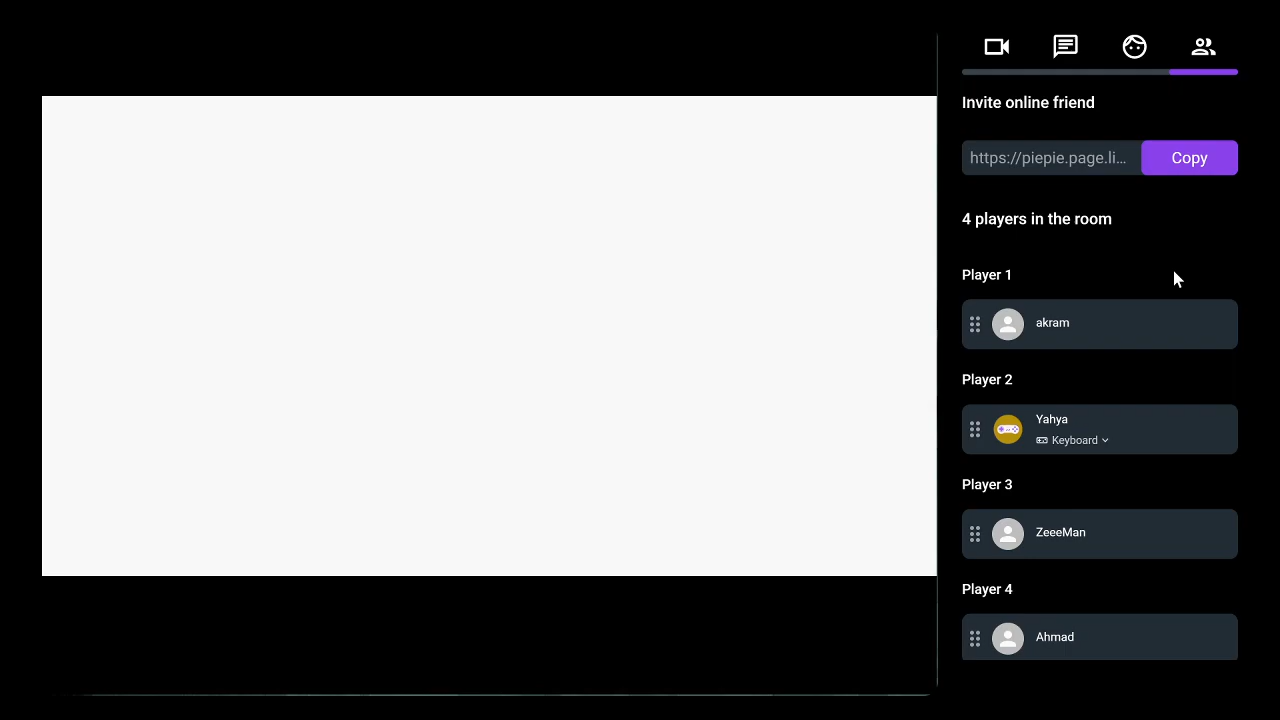 Invite online friend
https://piepie.page.li... Copy
4 players in the room
Player 1
akram
Player 2
Yahya
Keyboard
Player 3
ZeeeMan
Player 4
Ahmad